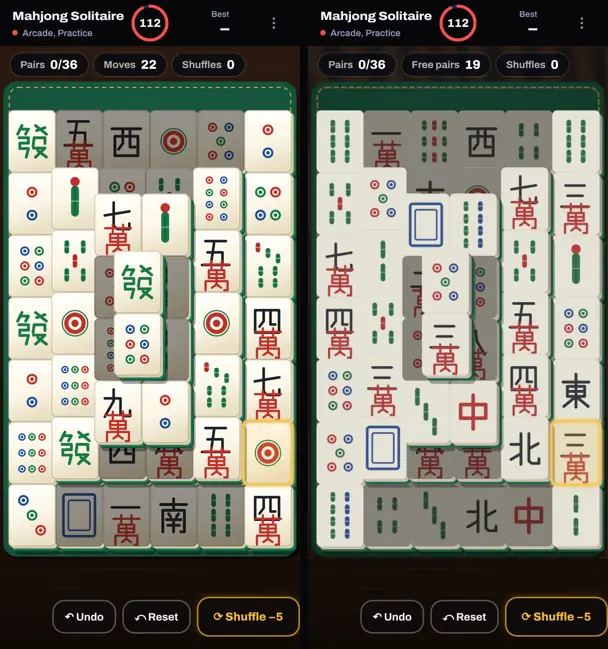 Mahjong Solitaire
Arcade, Practice
112
Best
–
Pairs 0/36
Moves 22
Shuffles 0
發 五萬 西
七萬
五萬
發
發 四萬
九萬 七萬
發 西 萬 五萬
一萬 南 四萬
Undo
Reset
Shuffle –5
Mahjong Solitaire
Arcade, Practice
112
Best
–
Pairs 0/36
Free pairs 19
Shuffles 0
一萬 西
七萬 三萬
七萬
四萬 三萬 五萬
三萬 中 四萬 東
萬 萬 北 三萬
北 中
Undo
Reset
Shuffle –5